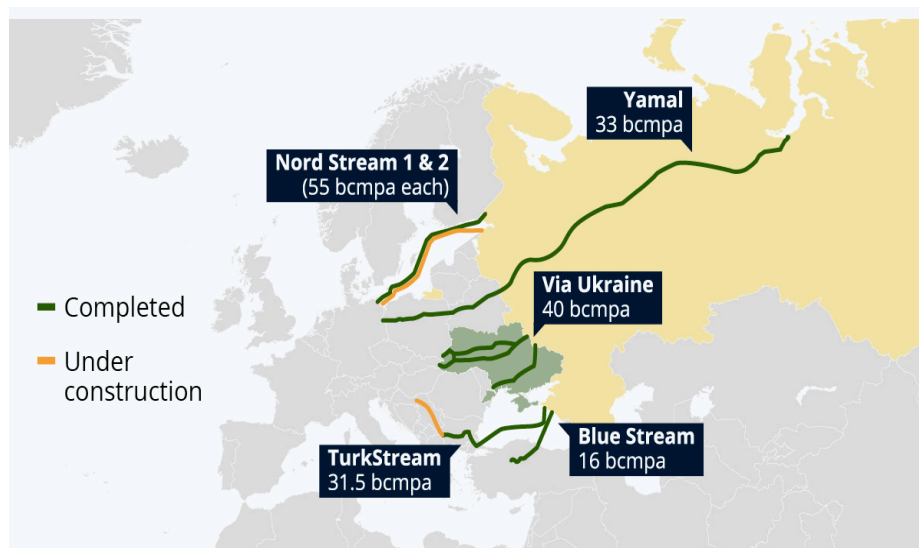 Yamal
33 bcmpa
Nord Stream 1 & 2
(55 bcmpa each)
Via Ukraine
40 bcmpa
Completed
Under
construction
Blue Stream
16 bcmpa
TurkStream
31.5 bcmpa